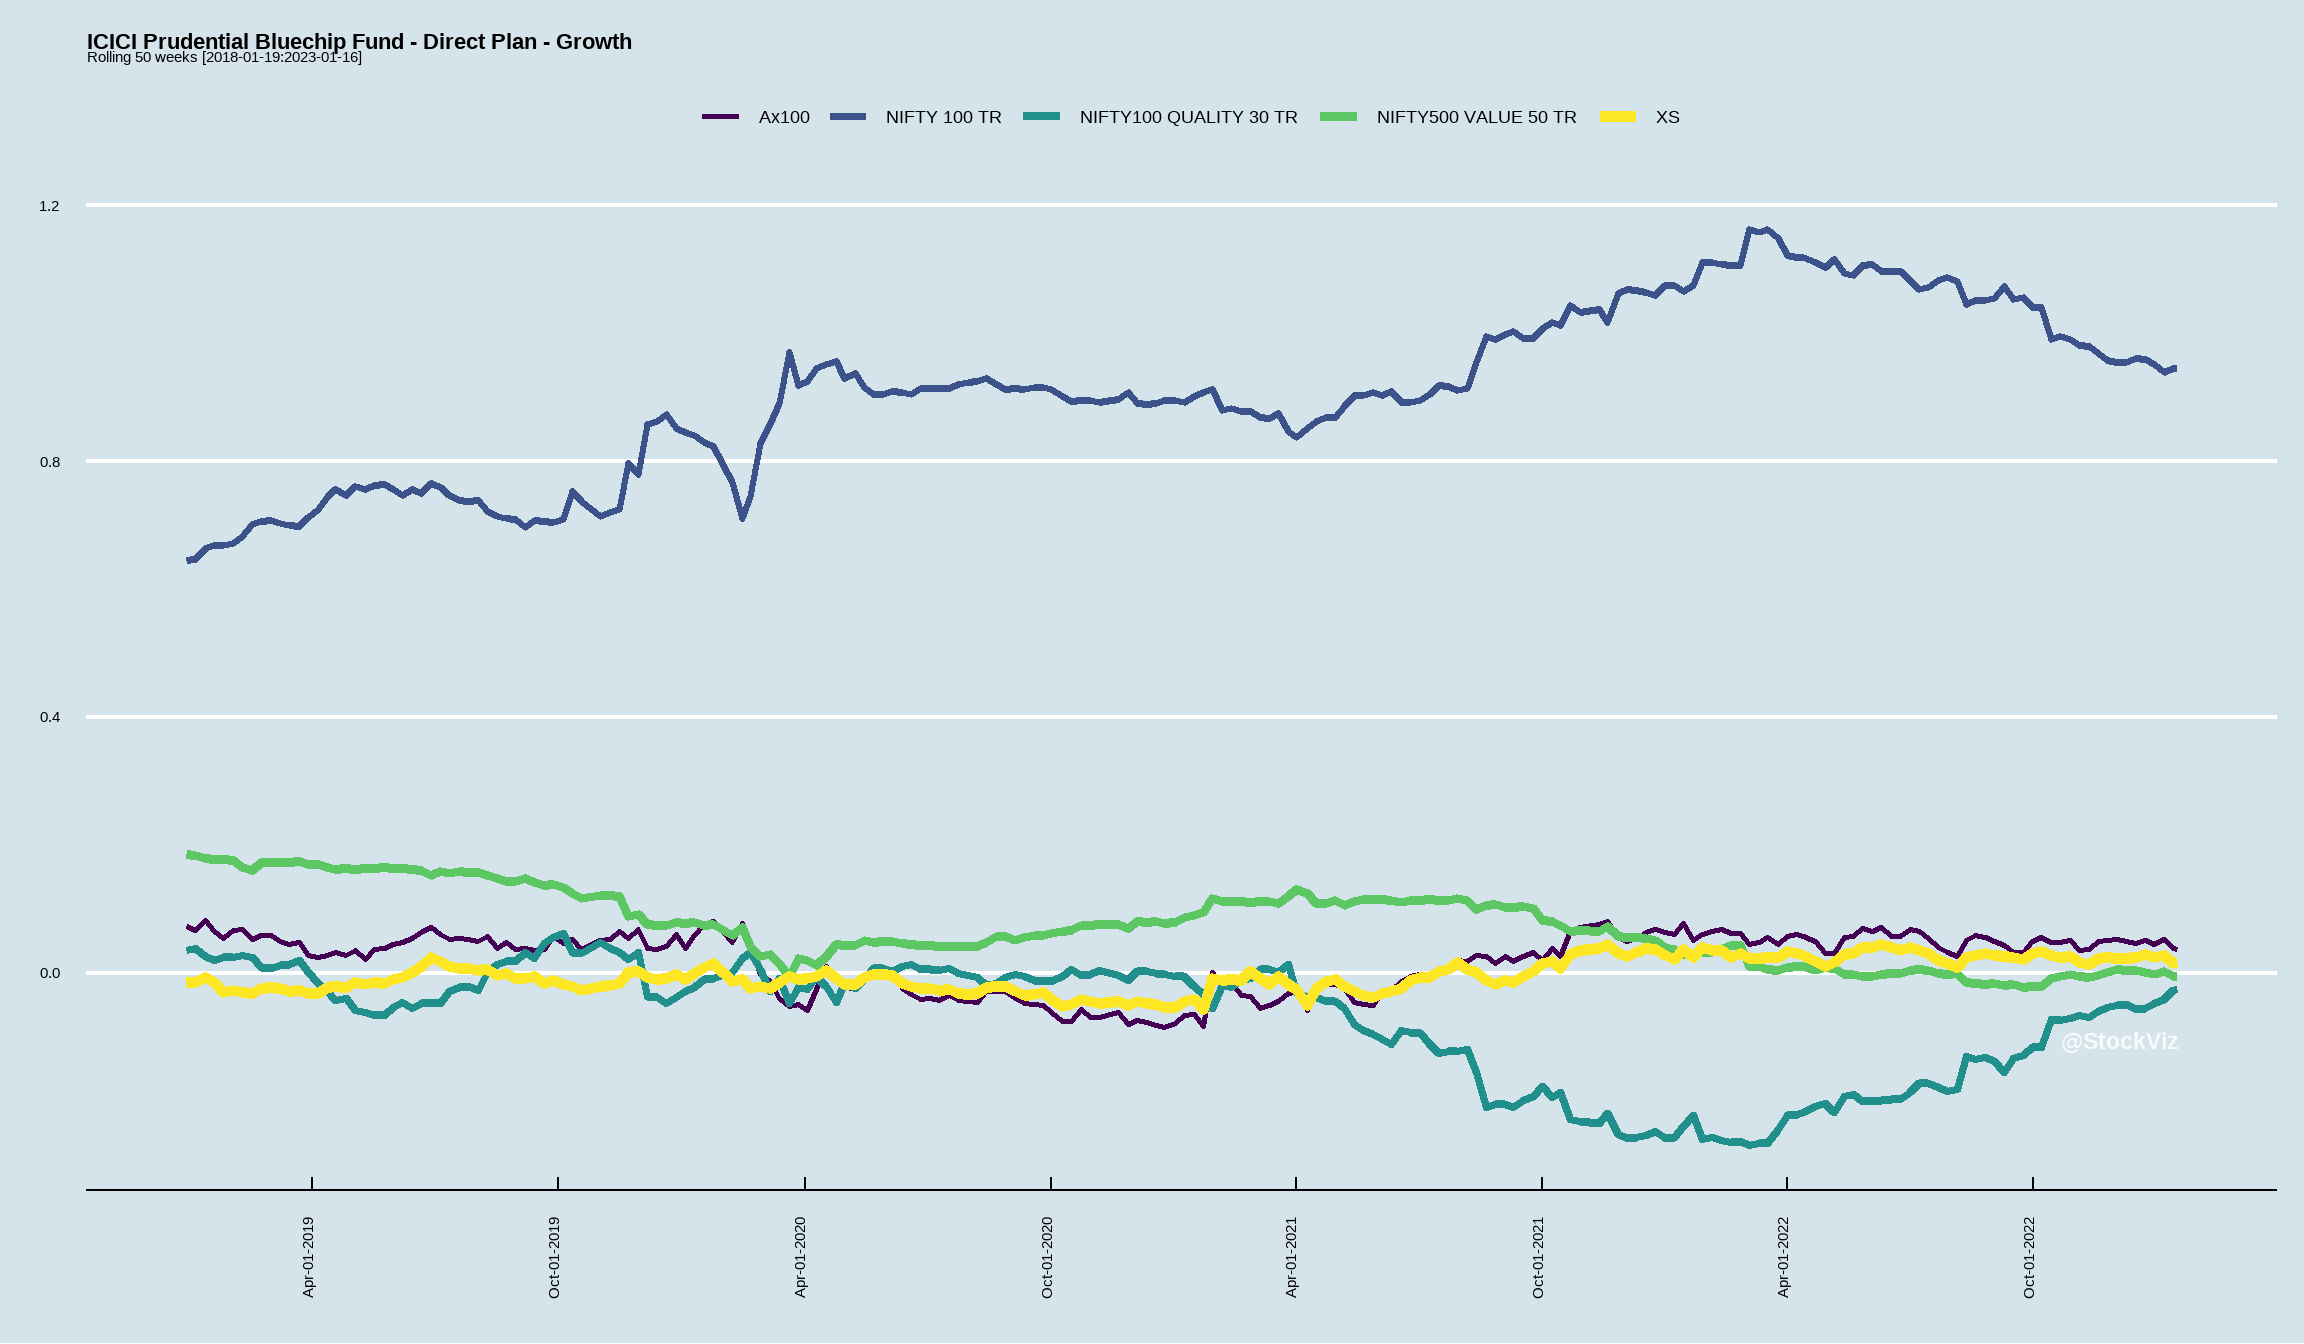 ICICI Prudential Bluechip Fund - Direct Plan - Growth
Rolling 50 weeks [2018-01-19:2023-01-16]
Ax100 NIFTY 100 TR NIFTY100 QUALITY 30 TR NIFTY500 VALUE 50 TR XS
1.2
0.8
0.4
0.0
@StockViz
Apr-01-2019 Oct-01-2019 Apr-01-2020 Oct-01-2020 Apr-01-2021 Oct-01-2021 Apr-01-2022 Oct-01-2022